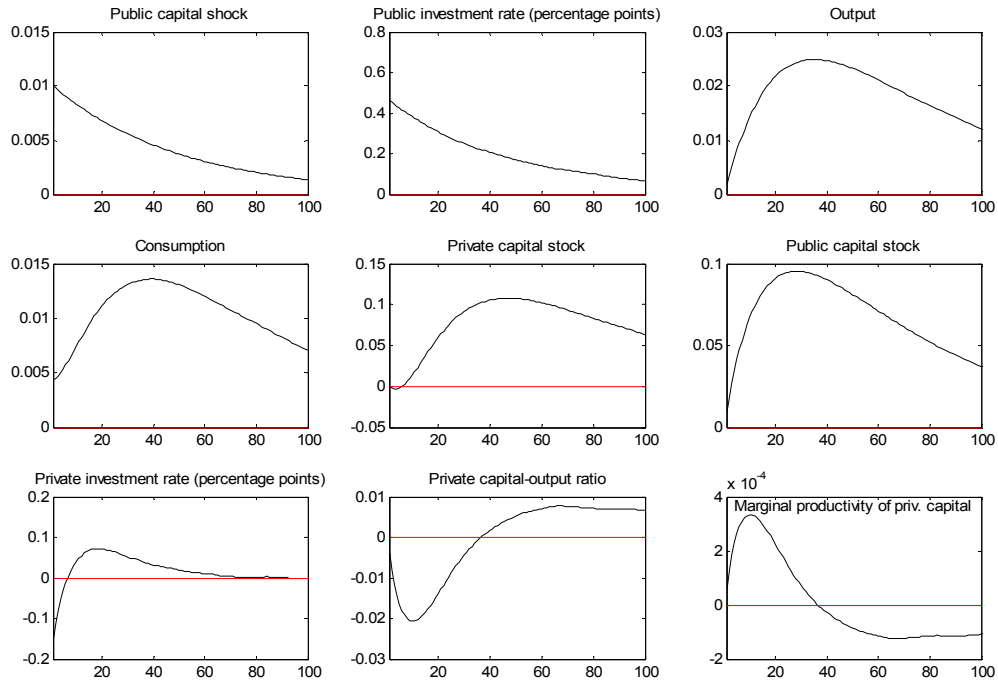 Public capital shock
0.015
0.01
0.005
0
20 40 60 80 100
Public investment rate (percentage points)
0.8
0.6
0.4
0.2
0
20 40 60 80 100
Output
0.03
0.02
0.01
0
20 40 60 80 100
Consumption
0.015
0.01
0.005
0
20 40 60 80 100
Private capital stock
0.15
0.1
0.05
0
-0.05
20 40 60 80 100
Public capital stock
0.1
0.05
0
20 40 60 80 100
Private investment rate (percentage points)
0.2
0.1
0
-0.1
-0.2
20 40 60 80 100
Private capital-output ratio
0.01
0
-0.01
-0.02
-0.03
20 40 60 80 100
x 10-4
Marginal productivity of priv. capital
4
2
0
-2
20 40 60 80 100